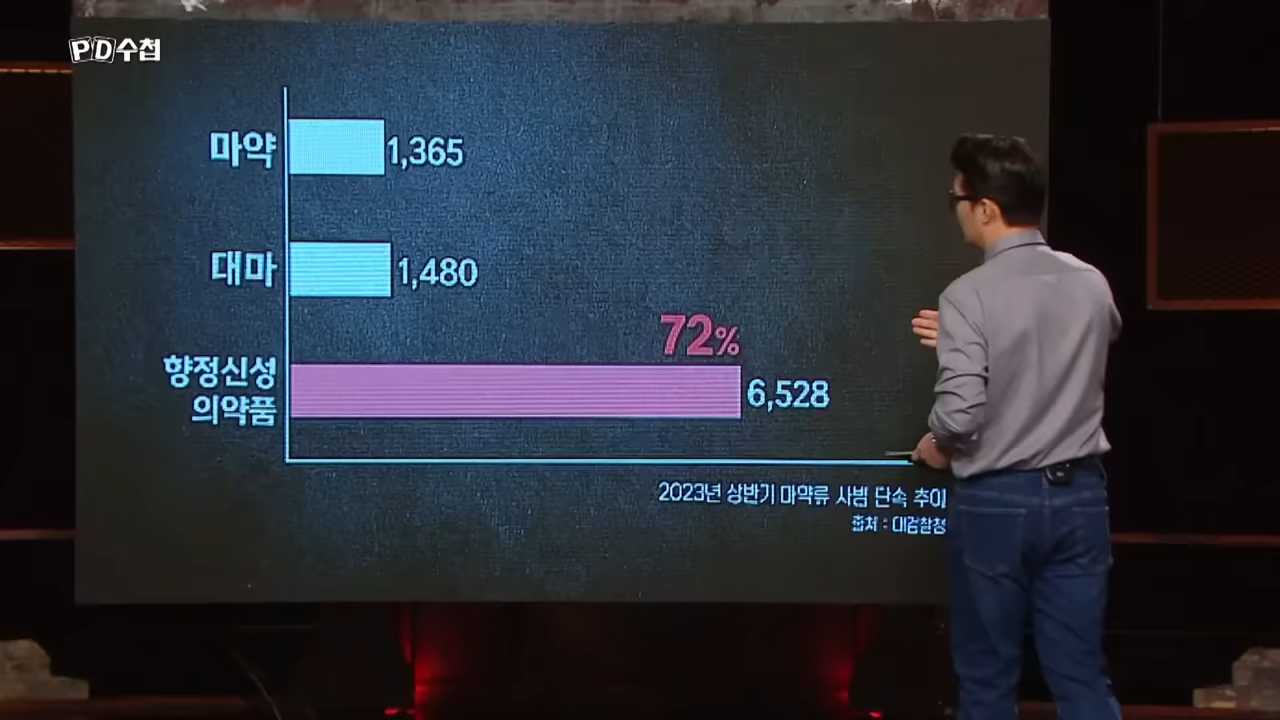 PD수첩
마약 1,365
대마 1,480
72%
향정신성
의약품 6,528
2023년 상반기 마약류 사범 단속 추이
출처 : 대검찰청